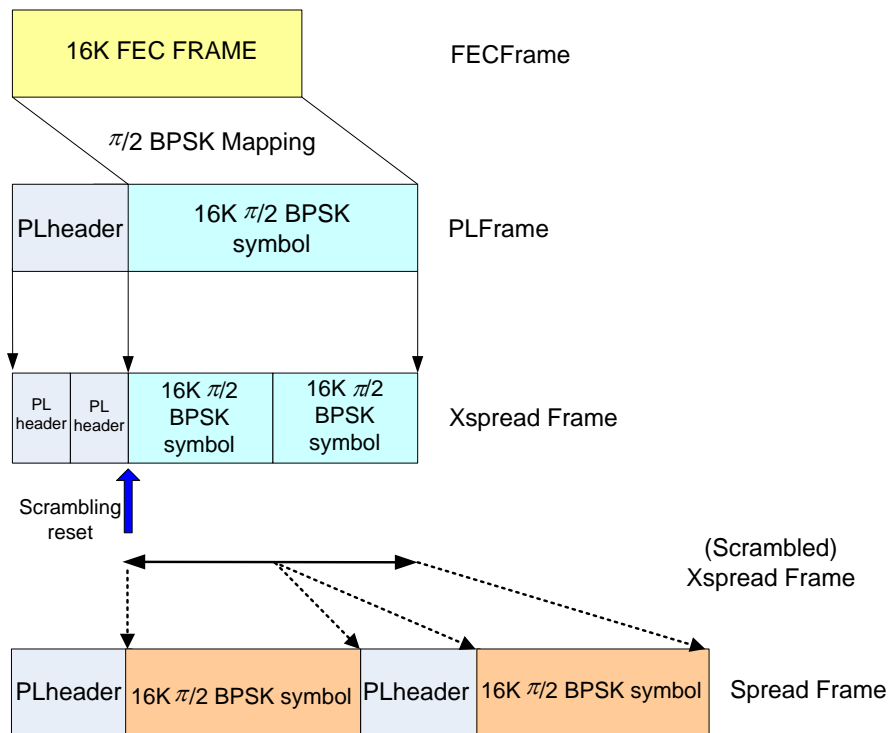 16K FEC FRAME
FECFrame
π/2 BPSK Mapping
PLheader
16K π/2 BPSK
symbol
PLFrame
PL
header
PL
header
16K π/2
BPSK
symbol
16K π/2
BPSK
symbol
Xspread Frame
Scrambling
reset
(Scrambled)
Xspread Frame
PLheader
16K π/2 BPSK symbol
PLheader
16K π/2 BPSK symbol
Spread Frame